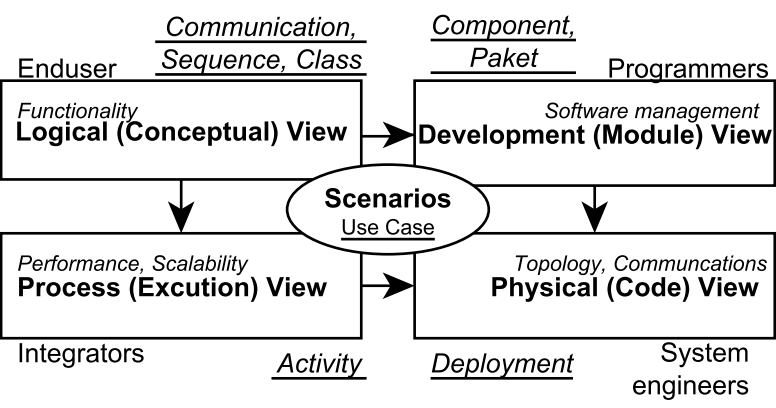 Communication,
Sequence, Class
Component,
Paket
Enduser
Programmers
Functionality
Logical (Conceptual) View
Software management
Development (Module) View
Scenarios
Use Case
Performance, Scalability
Process (Excution) View
Topology, Communcations
Physical (Code) View
Integrators
Activity
Deployment
System
engineers